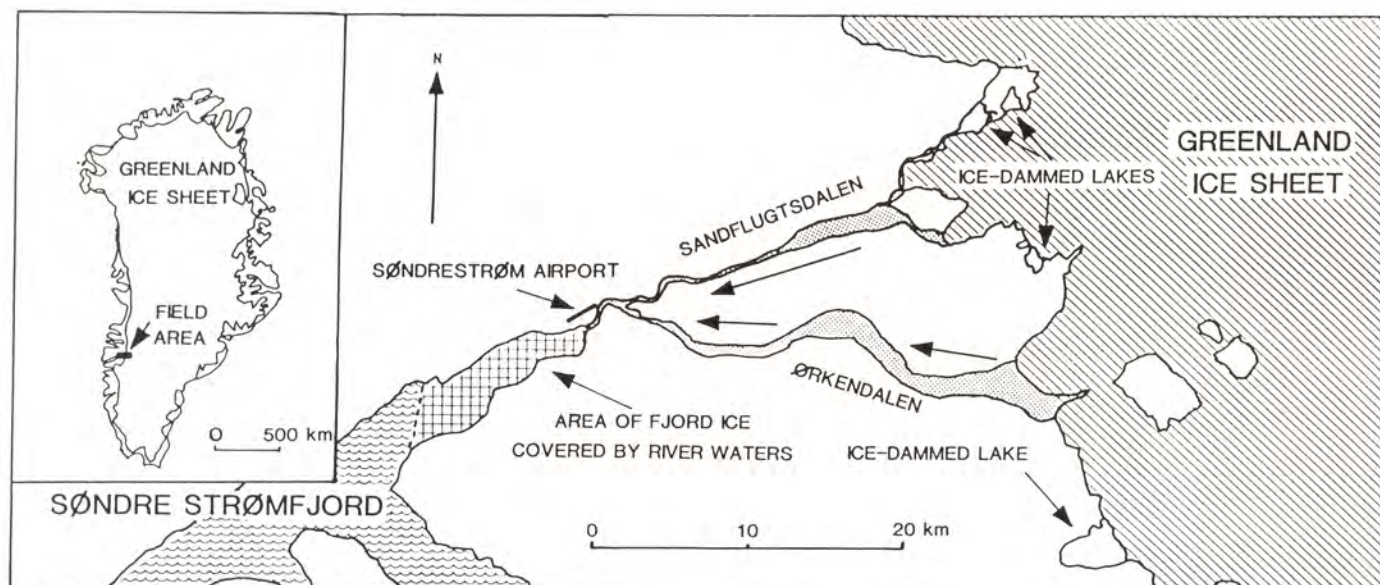 GREENLAND
ICE SHEET
FIELD
AREA
0 500 km
N
GREENLAND
ICE SHEET
ICE-DAMMED LAKES
SANDFLUGTSDALEN
SØNDRESTRØM AIRPORT
ØRKENDALEN
AREA OF FJORD ICE
COVERED BY RIVER WATERS
ICE-DAMMED LAKE
SØNDRE STRØMFJORD
0 10 20 km